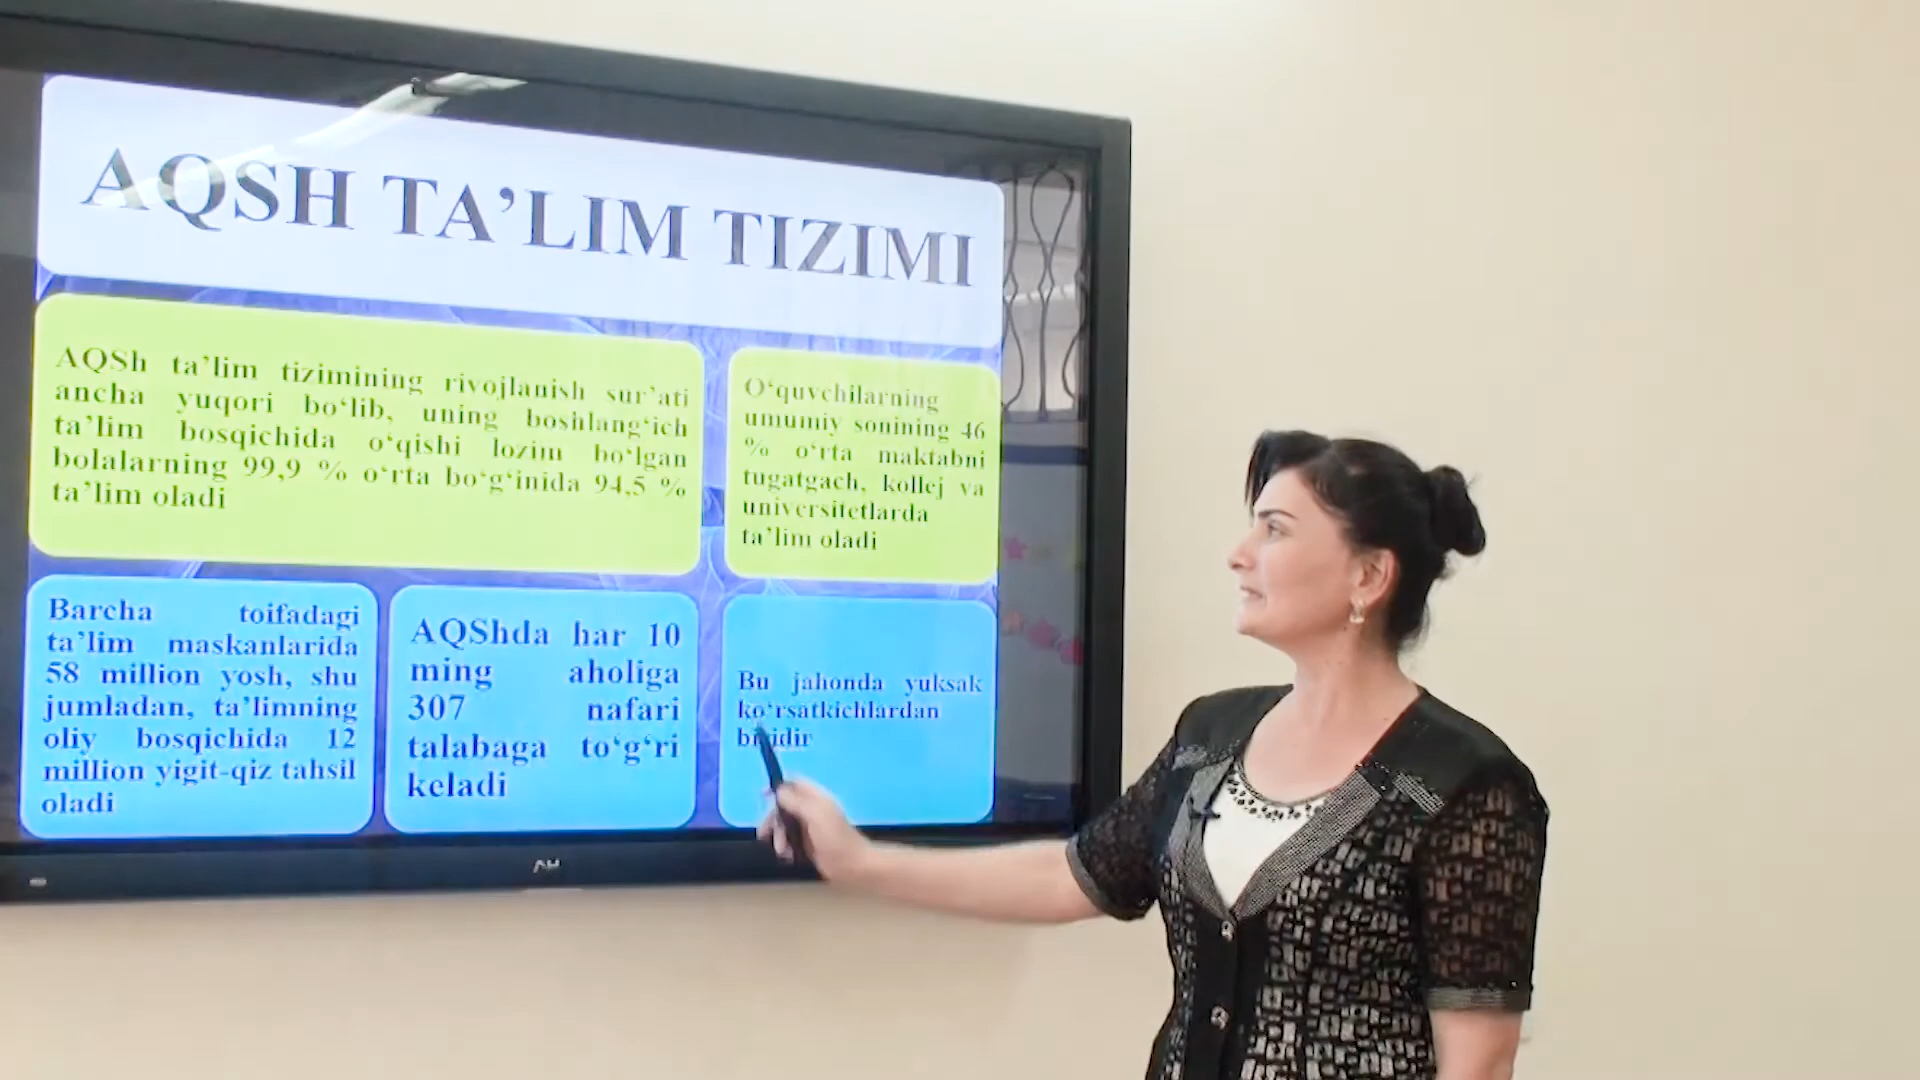 AQSH TA’LIM TIZIMI
AQSh ta’lim tizimining rivojlanish sur’ati
ancha yuqori bo‘lib, uning boshlang‘ich
ta’lim bosqichida o‘qishi lozim bo‘lgan
bolalarning 99,9 % o‘rta bo‘g‘inida 94,5 %
ta’lim oladi
O‘quvchilarning
umumiy sonining 46
% o‘rta maktabni
tugatgach, kollej va
universitetlarda
ta’lim oladi
Barcha toifadagi
ta’lim maskanlarida
58 million yosh, shu
jumladan, ta’limning
oliy bosqichida 12
million yigit-qiz tahsil
oladi
AQShda har 10
ming aholiga
307 nafari
talabaga to‘g‘ri
keladi
Bu jahonda yuksak
ko‘rsatkichlardan
biridir